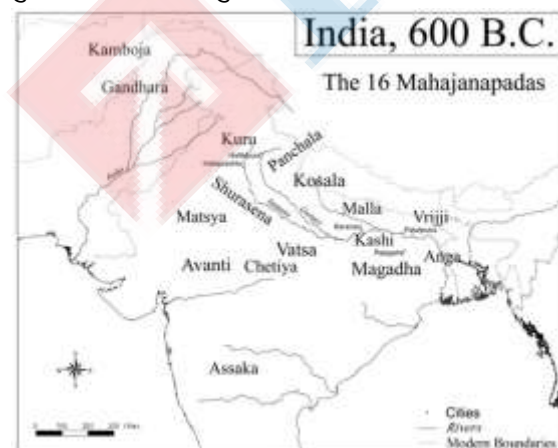 India, 600 B.C.
The 16 Mahajanapadas
Kamboja
Gandhara
Kuru
Panchala
Kosala
Shurasena
Malla
Vrijji
Matsya
Kashi
Vatsa
Anga
Avanti
Chetiya
Magadha
Assaka
Cities
Rivers
Modern Boundaries